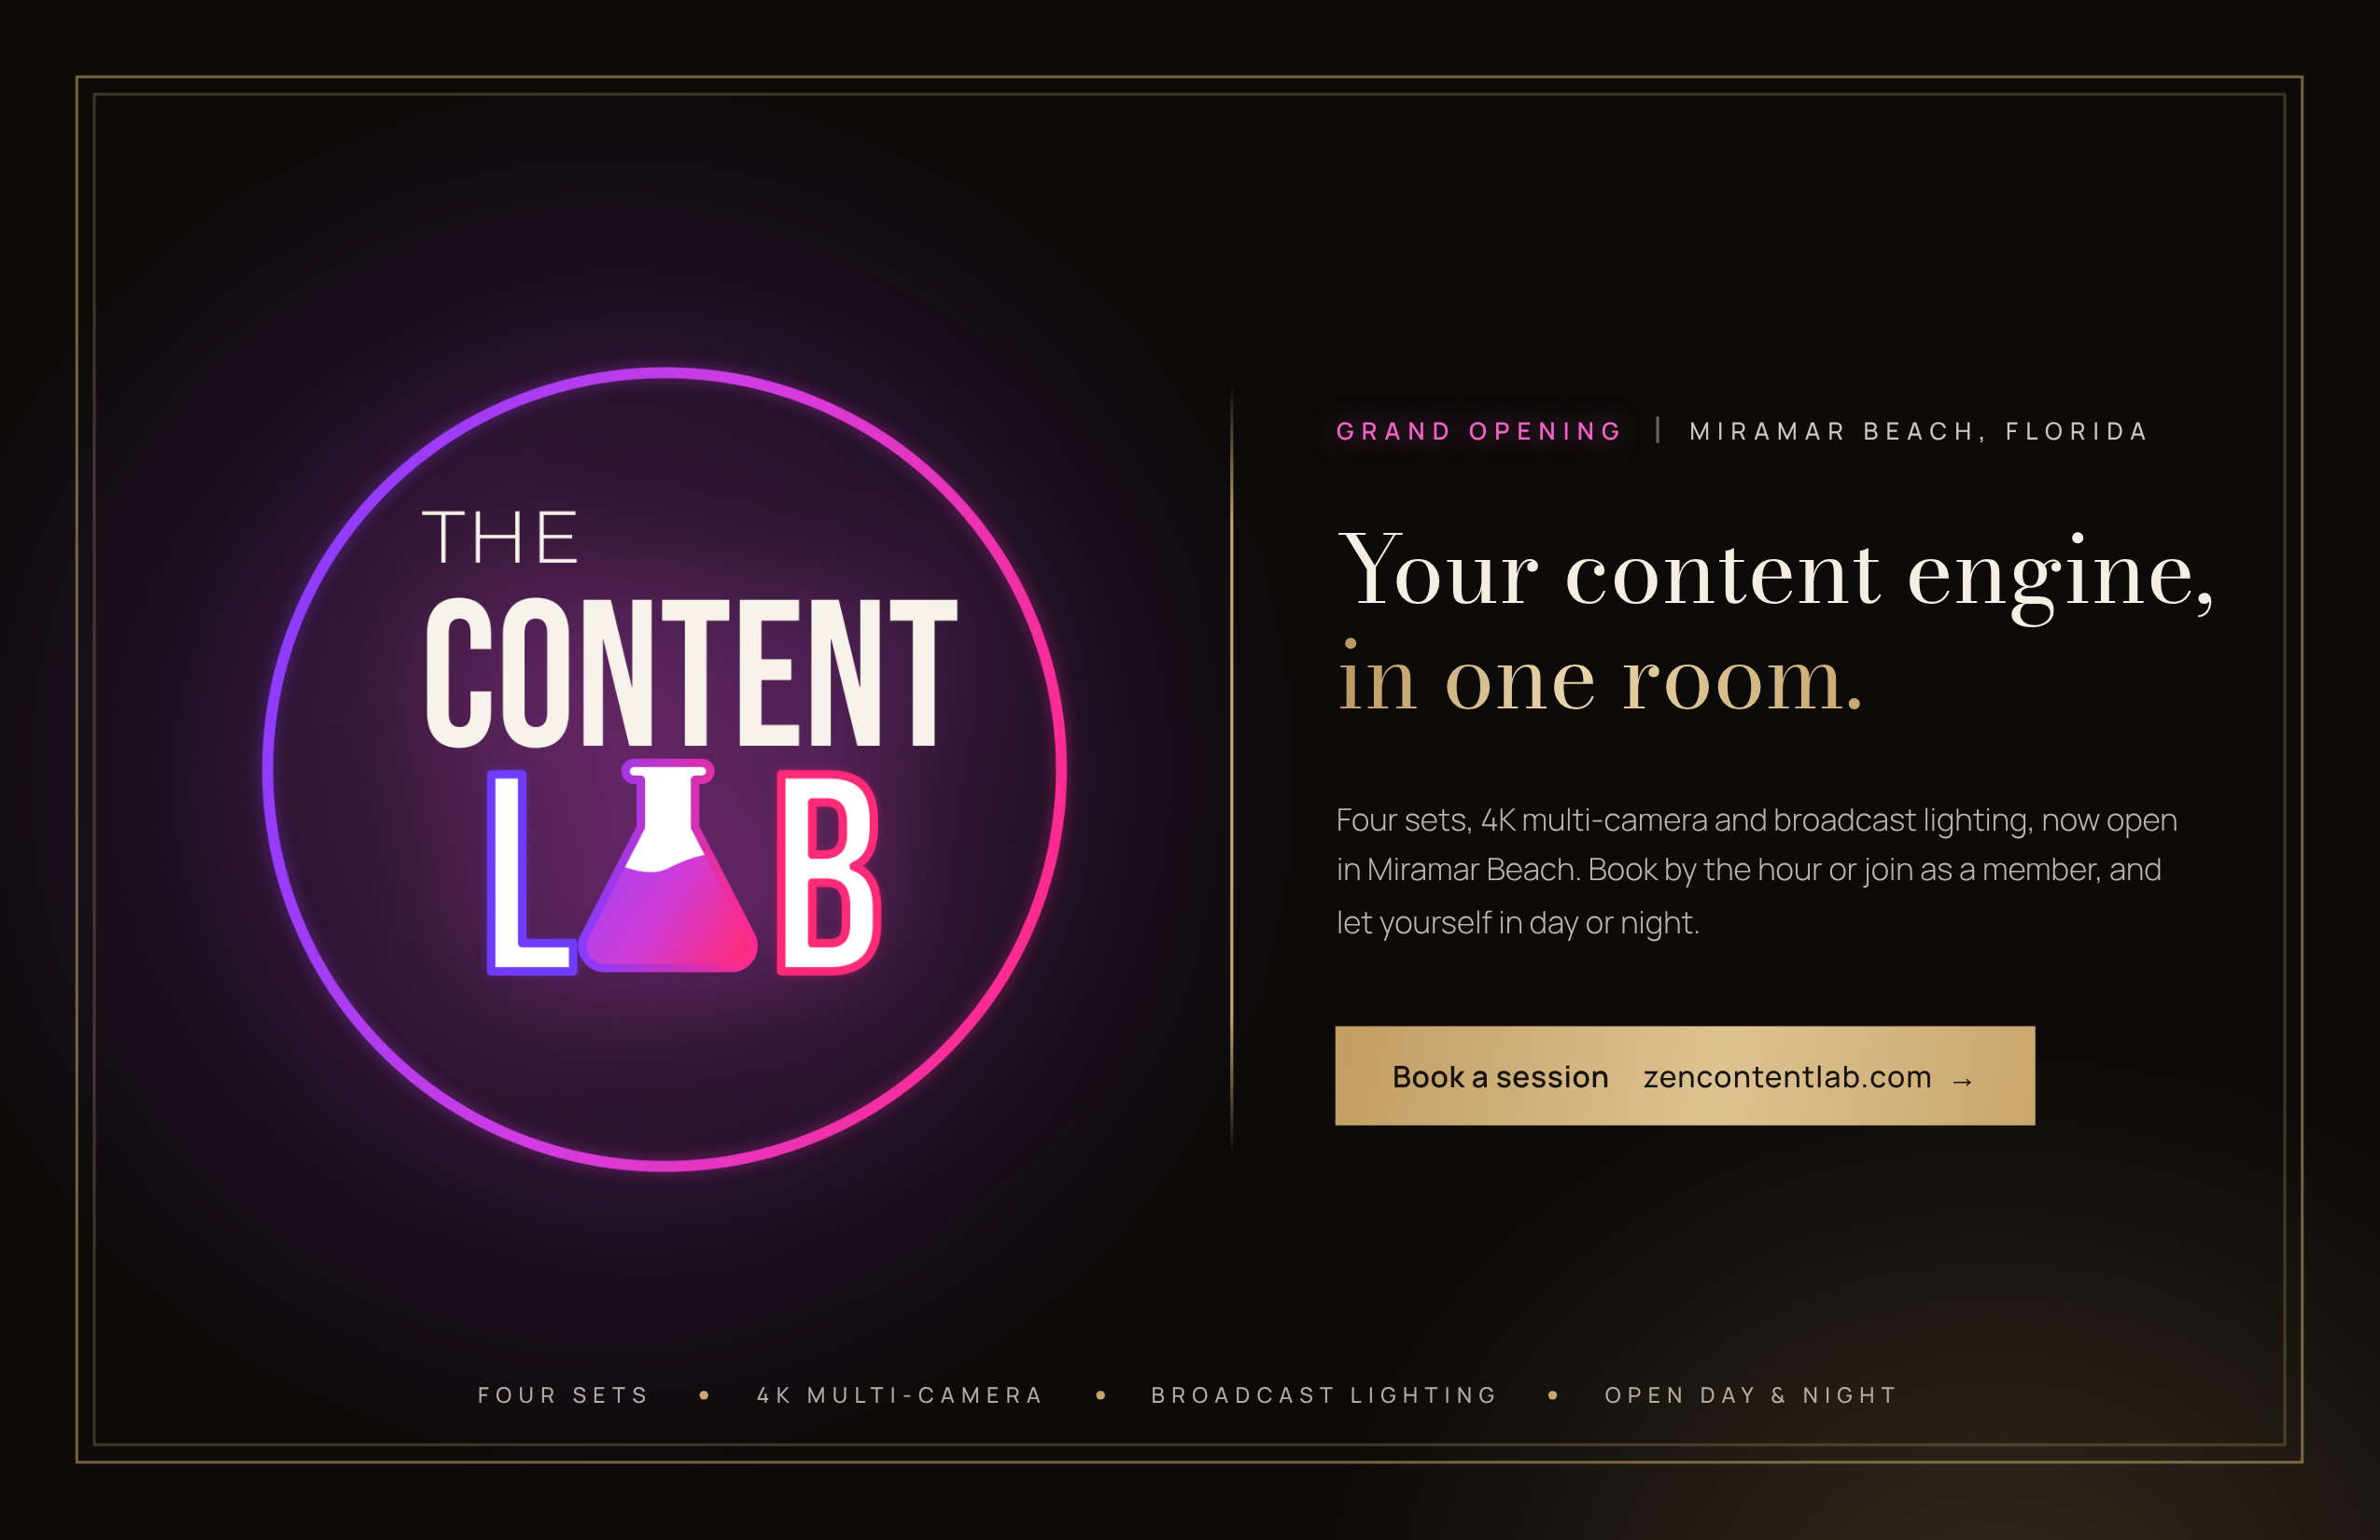 THE
CONTENT
LAB
GRAND OPENING | MIRAMAR BEACH, FLORIDA
Your content engine,
in one room.
Four sets, 4K multi-camera and broadcast lighting, now open
in Miramar Beach. Book by the hour or join as a member, and
let yourself in day or night.
Book a session zencontentlab.com →
FOUR SETS • 4K MULTI-CAMERA • BROADCAST LIGHTING • OPEN DAY & NIGHT